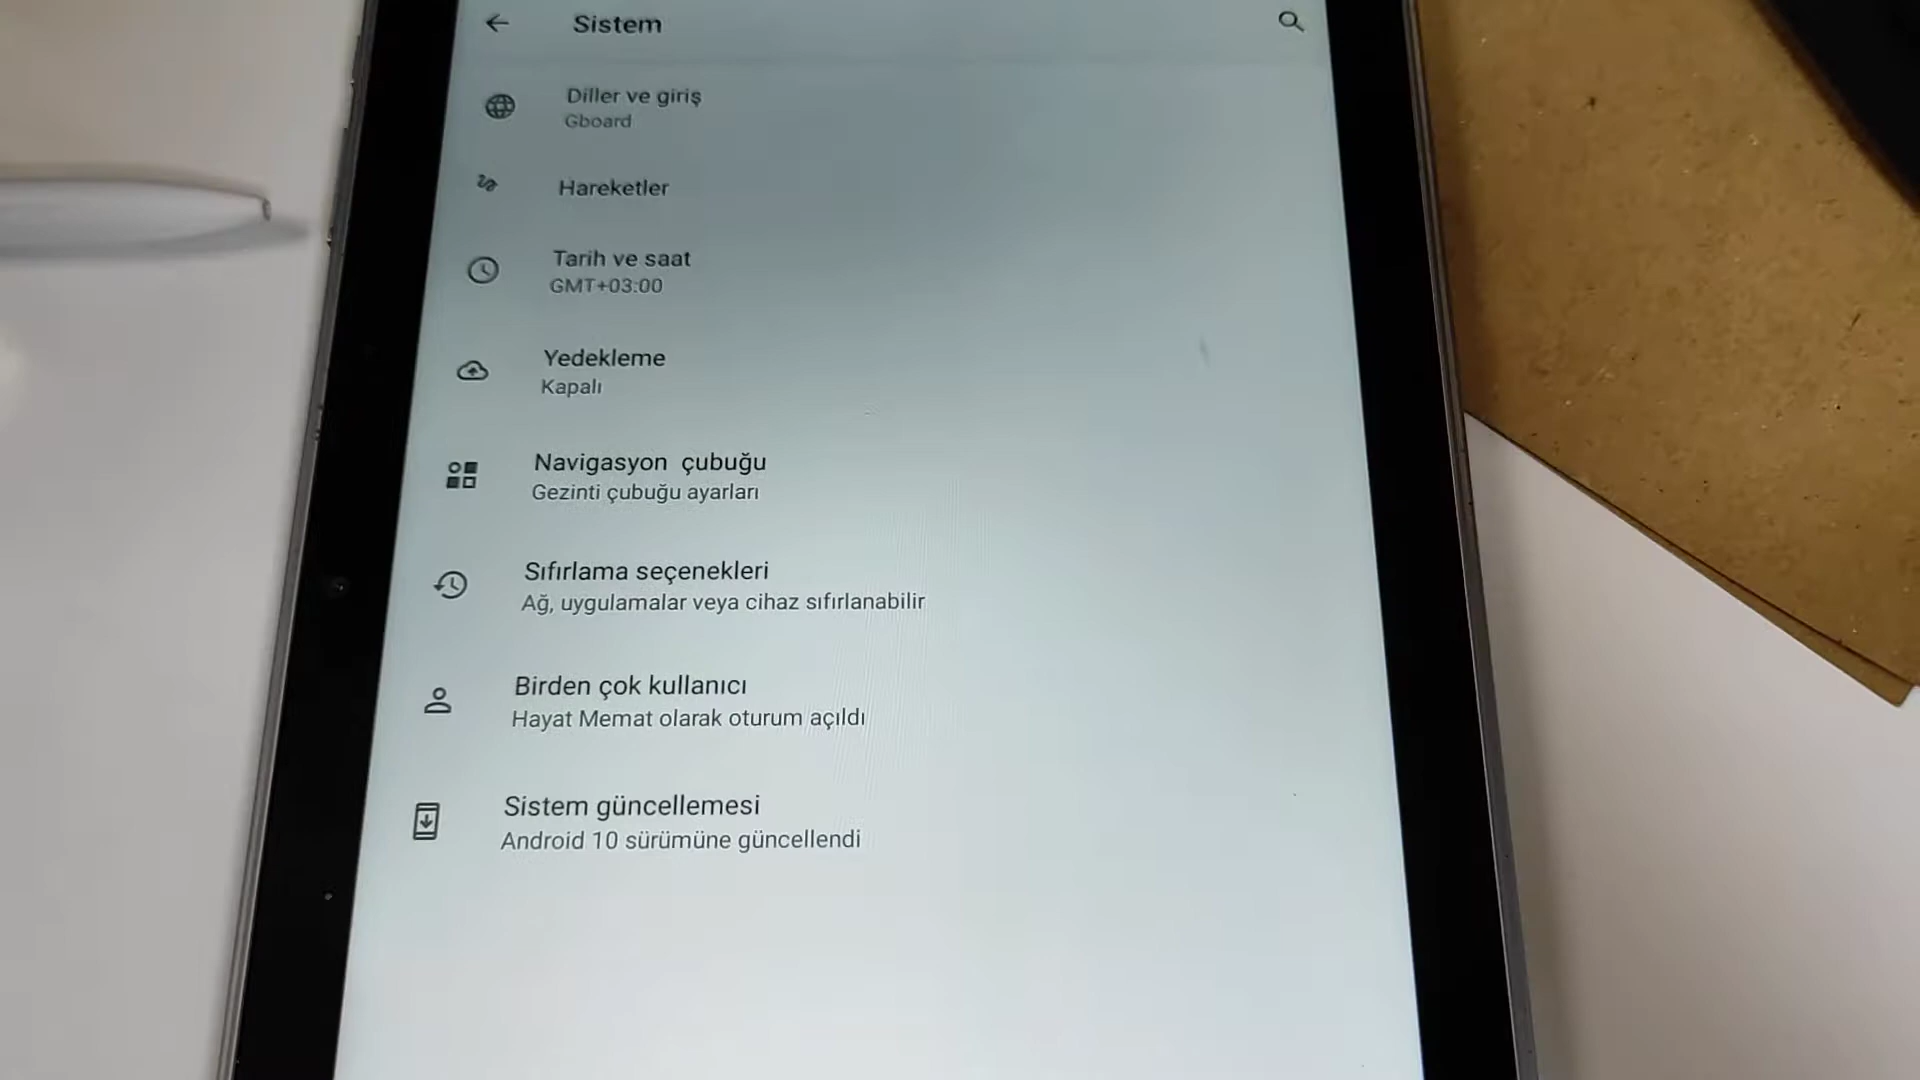 Sistem
Diller ve giriş
Gboard
Hareketler
Tarih ve saat
GMT+03:00
Yedekleme
Kapalı
Navigasyon çubuğu
Gezinti çubuğu ayarları
Sıfırlama seçenekleri
Ağ, uygulamalar veya cihaz sıfırlanabilir
Birden çok kullanıcı
Hayat Memat olarak oturum açıldı
Sistem güncellemesi
Android 10 sürümüne güncellendi